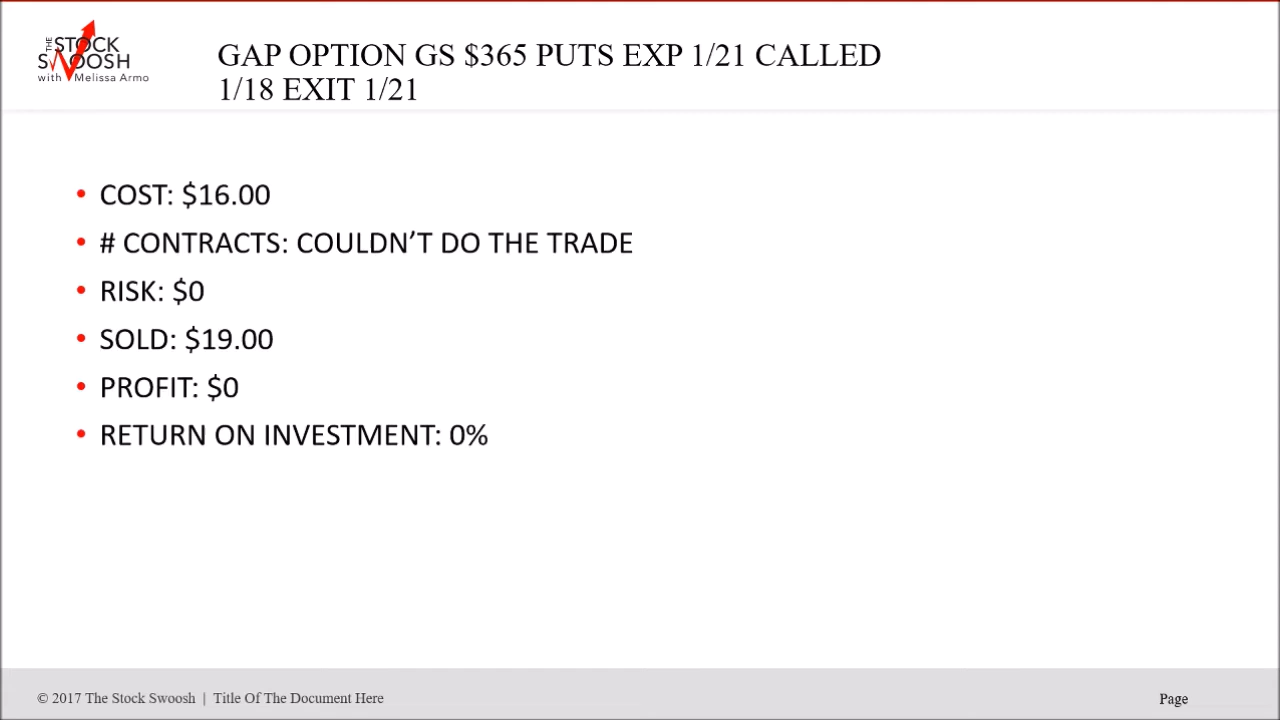 THE STOCK
SWOOSH
with Melissa Armo
GAP OPTION GS $365 PUTS EXP 1/21 CALLED
1/18 EXIT 1/21
• COST: $16.00
• # CONTRACTS: COULDN’T DO THE TRADE
• RISK: $0
• SOLD: $19.00
• PROFIT: $0
• RETURN ON INVESTMENT: 0%
© 2017 The Stock Swoosh | Title Of The Document Here
Page